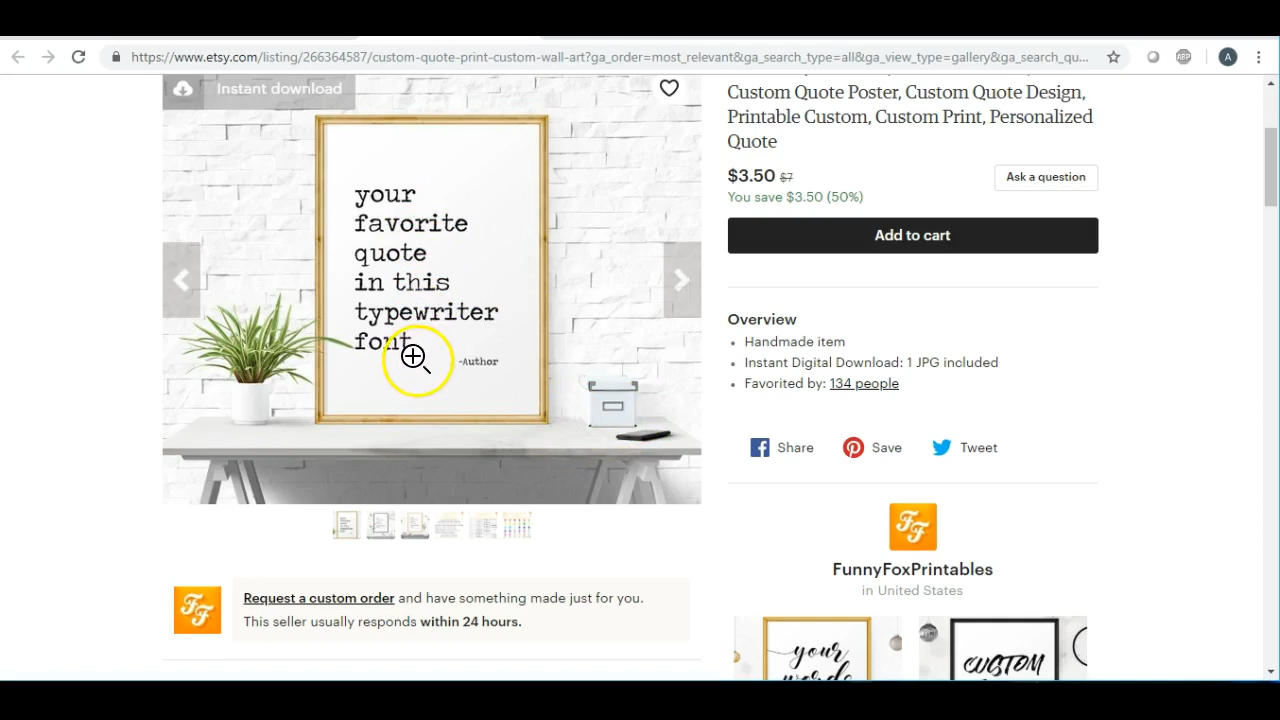 https://www.etsy.com/listing/266364587/custom-quote-print-custom-wall-art?ga_order=most_relevant&ga_search_type=all&ga_view_type=gallery&ga_search_qu...
A
Instant download
Custom Quote Poster, Custom Quote Design,
Printable Custom, Custom Print, Personalized
Quote
$3.50 $7
Ask a question
You save $3.50 (50%)
Add to cart
your
favorite
quote
in this
typewriter
font
-Author
Overview
• Handmade item
• Instant Digital Download: 1 JPG included
• Favorited by: 134 people
Share
Save
Tweet
FF
FunnyFoxPrintables
in United States
FF
Request a custom order and have something made just for you.
This seller usually responds within 24 hours.
your
CUSTOM